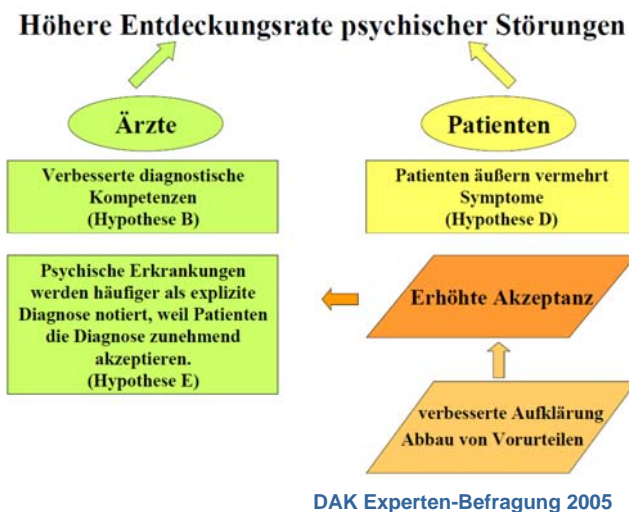 Höhere Entdeckungsrate psychischer Störungen
Ärzte
Patienten
Verbesserte diagnostische
Kompetenzen
(Hypothese B)
Patienten äußern vermehrt
Symptome
(Hypothese D)
Psychische Erkrankungen
werden häufiger als explizite
Diagnose notiert, weil Patienten
die Diagnose zunehmend
akzeptieren.
(Hypothese E)
Erhöhte Akzeptanz
verbesserte Aufklärung
Abbau von Vorurteilen
DAK Experten-Befragung 2005